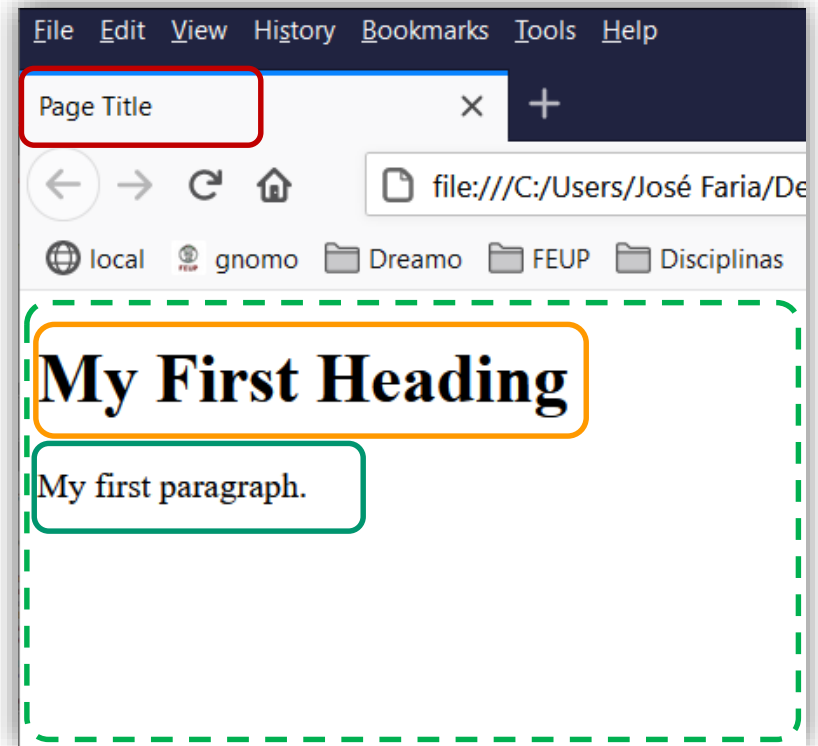 File Edit View History Bookmarks Tools Help
Page Title
file:///C:/Users/José Faria/De
local gnomo Dreamo FEUP Disciplinas
My First Heading
My first paragraph.